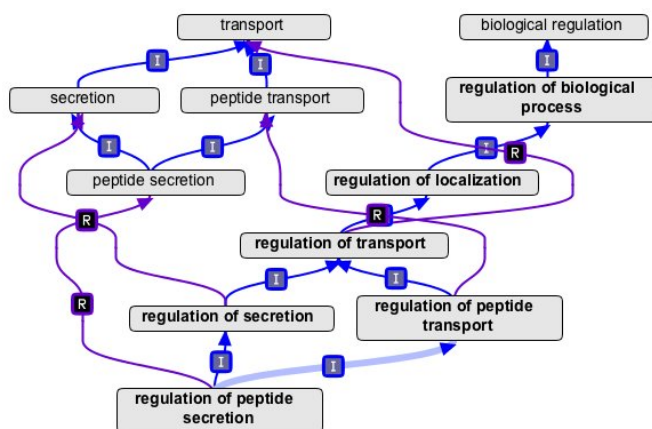 transport
biological regulation
I
I
I
secretion
peptide transport
regulation of biological
process
I
I
I
R
peptide secretion
regulation of localization
R
R
I
regulation of transport
I
I
R
regulation of secretion
regulation of peptide
transport
I
I
regulation of peptide
secretion